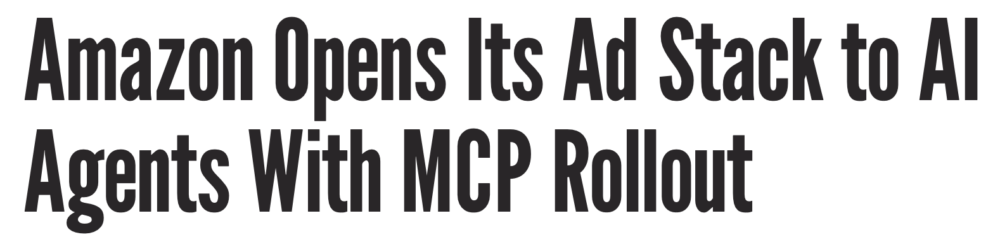 Amazon Opens Its Ad Stack to AI
Agents With MCP Rollout